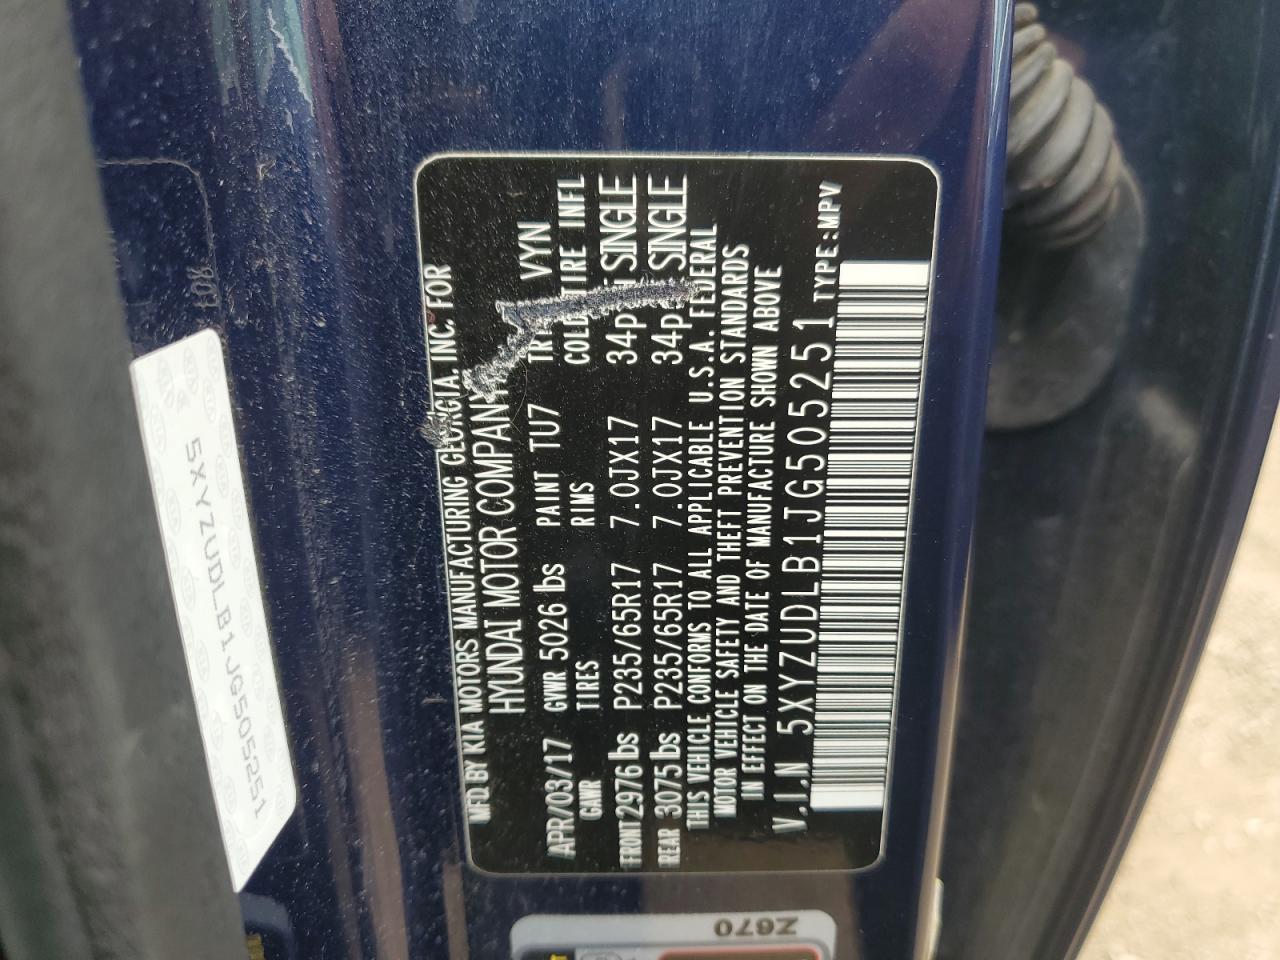 MFD BY KIA MOTORS MANUFACTURING GEORGIA, INC. FOR
HYUNDAI MOTOR COMPANY
APR/03/17 GVWR 5026 lbs PAINT TU7 VYN
GAWR TIRES RIMS COLD TIRE INFL
FRONT 2976 lbs P235/65R17 7.0JX17 SINGLE
REAR 3075 lbs P235/65R17 7.0JX17 SINGLE
THIS VEHICLE CONFORMS TO ALL APPLICABLE U.S.A. FEDERAL
MOTOR VEHICLE SAFETY AND THEFT PREVENTION STANDARDS
IN EFFECT ON THE DATE OF MANUFACTURE SHOWN ABOVE
V.I.N 5XYZUDLB1JG505251 TYPE:MPV
5XYZUDLB1JG505251
Z670